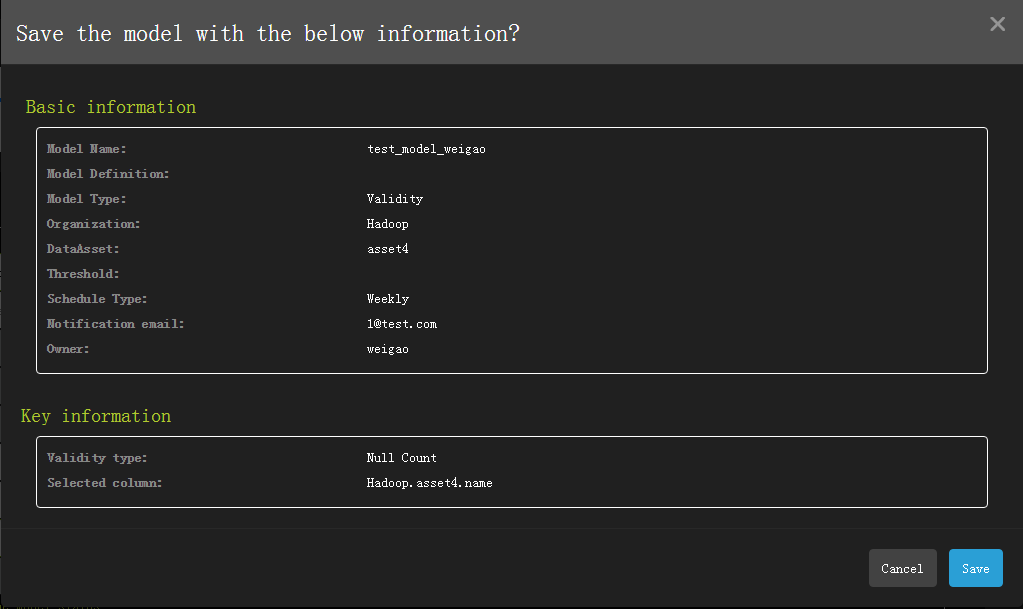 Save the model with the below information?
×
Basic information
Model Name: test_model_weigao
Model Definition:
Model Type: Validity
Organization: Hadoop
DataAsset: asset4
Threshold:
Schedule Type: Weekly
Notification email: 1@test.com
Owner: weigao
Key information
Validity type: Null Count
Selected column: Hadoop.asset4.name
Cancel Save